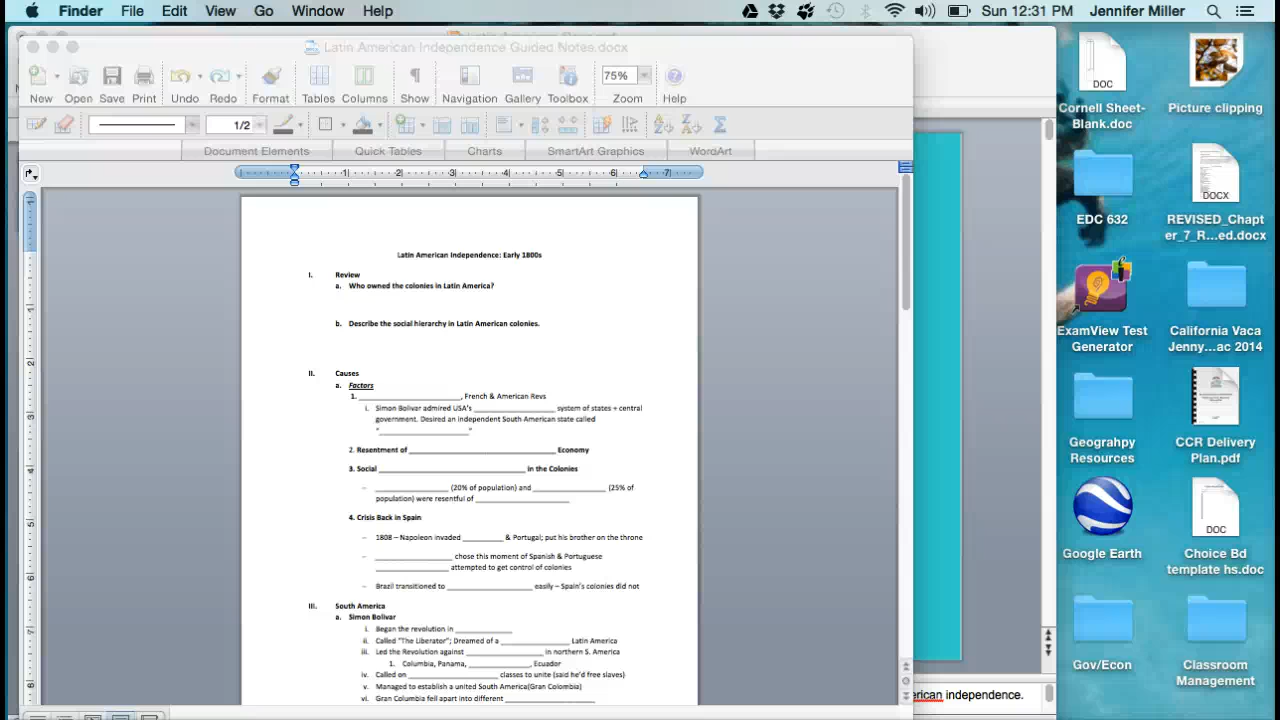 Finder File Edit View Go Window Help
Sun 12:31 PM Jennifer Miller
Latin American Independence Guided Notes.docx
75%
New Open Save Print Undo Redo Format Tables Columns Show Navigation Gallery Toolbox Zoom Help
1/2
Document Elements Quick Tables Charts SmartArt Graphics WordArt
Latin American Independence: Early 1800s
I. Review
a. Who owned the colonies in Latin America?
b. Describe the social hierarchy in Latin American colonies.
II. Causes
a. Factors
1. ______________________, French & American Revs
i. Simon Bolivar admired USA's __________________ system of states + central
government. Desired an independent South American state called
"____________________"
2. Resentment of ________________________________ Economy
3. Social ________________________________ in the Colonies
– ________________ (20% of population) and ________________ (25% of
population) were resentful of ____________________
4. Crisis Back in Spain
– 1808 – Napoleon invaded _________ & Portugal; put his brother on the throne
– _________________ chose this moment of Spanish & Portuguese
________________ attempted to get control of colonies
– Brazil transitioned to ___________________ easily – Spain's colonies did not
III. South America
a. Simon Bolivar
i. Began the revolution in ____________
ii. Called "The Liberator"; Dreamed of a _______________ Latin America
iii. Led the Revolution against _________________ in northern S. America
1. Columbia, Panama, _____________, Ecuador
iv. Called on ____________________ classes to unite (said he'd free slaves)
v. Managed to establish a united South America(Gran Colombia)
vi. Gran Columbia fell apart into different ____________________
erican independence.
DOC
Cornell Sheet-
Blank.doc
Picture clipping
EDC 632
DOCX
REVISED_Chapt
er_7_R...ed.docx
ExamView Test
Generator
California Vaca
Jenny,...ac 2014
Geograhpy
Resources
CCR Delivery
Plan.pdf
Google Earth
DOC
Choice Bd
template hs.doc
Gov/Econ
Classroom
Management